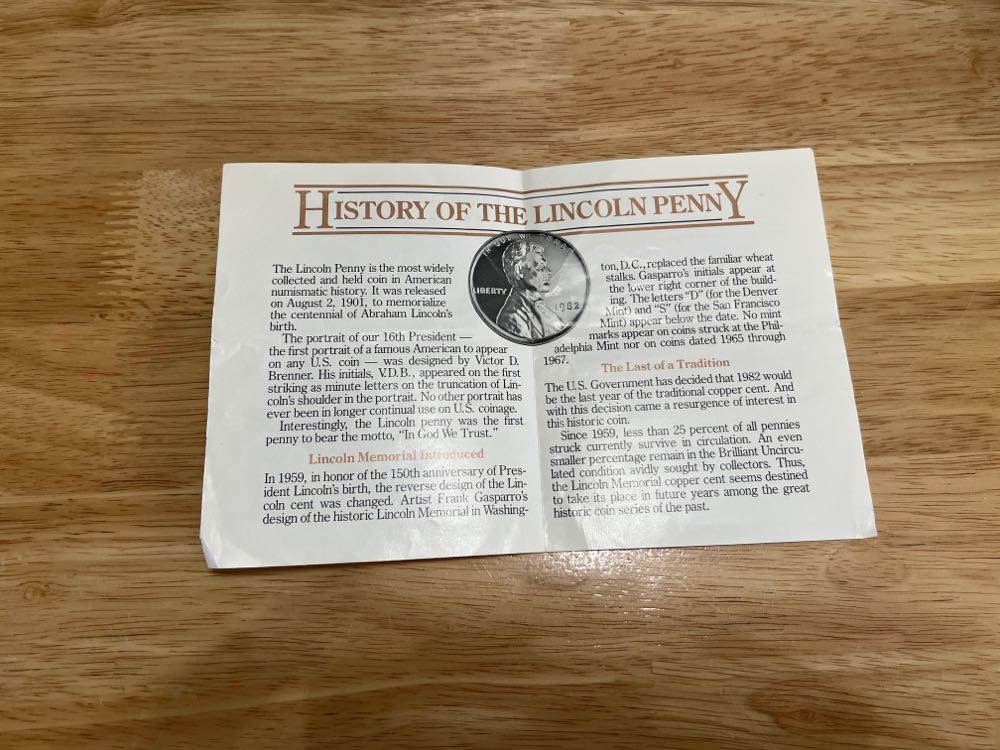 HISTORY OF THE LINCOLN PENNY
The Lincoln Penny is the most widely
collected and held coin in American
numismatic history. It was released
on August 2, 1901, to memorialize
the centennial of Abraham Lincoln's
birth.
The portrait of our 16th President —
the first portrait of a famous American to appear
on any U.S. coin — was designed by Victor D.
Brenner. His initials, V.D.B., appeared on the first
striking as minute letters on the truncation of Lin-
coln's shoulder in the portrait. No other portrait has
ever been in longer continual use on U.S. coinage.
Interestingly, the Lincoln penny was the first
penny to bear the motto, "In God We Trust."
Lincoln Memorial Introduced
In 1959, in honor of the 150th anniversary of Pres-
ident Lincoln's birth, the reverse design of the Lin-
coln cent was changed. Artist Frank Gasparro's
design of the historic Lincoln Memorial in Washing-
IN GOD WE TRUST
LIBERTY
1982
ton, D.C., replaced the familiar wheat
stalks. Gasparro's initials appear at
the lower right corner of the build-
ing. The letters "D" (for the Denver
Mint) and "S" (for the San Francisco
Mint) appear below the date. No mint
marks appear on coins struck at the Phil-
adelphia Mint nor on coins dated 1965 through
1967.
The Last of a Tradition
The U.S. Government has decided that 1982 would
be the last year of the traditional copper cent. And
with this decision came a resurgence of interest in
this historic coin.
Since 1959, less than 25 percent of all pennies
struck currently survive in circulation. An even
smaller percentage remain in the Brilliant Uncircu-
lated condition avidly sought by collectors. Thus,
the Lincoln Memorial copper cent seems destined
to take its place in future years among the great
historic coin series of the past.